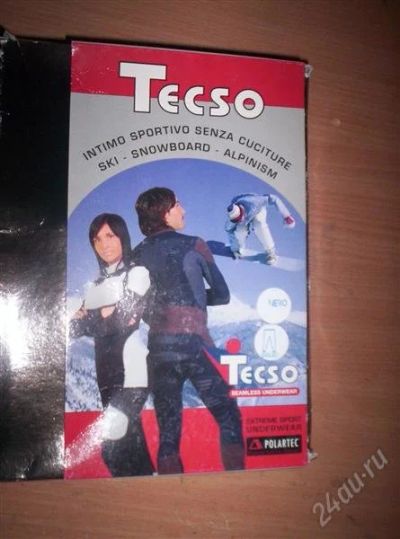 TECSO
INTIMO SPORTIVO SENZA CUCITURE
SKI - SNOWBOARD - ALPINISM
NERO
TECSO
SEAMLESS UNDERWEAR
EXTREME SPORT
UNDERWEAR
POLARTEC
24au.ru